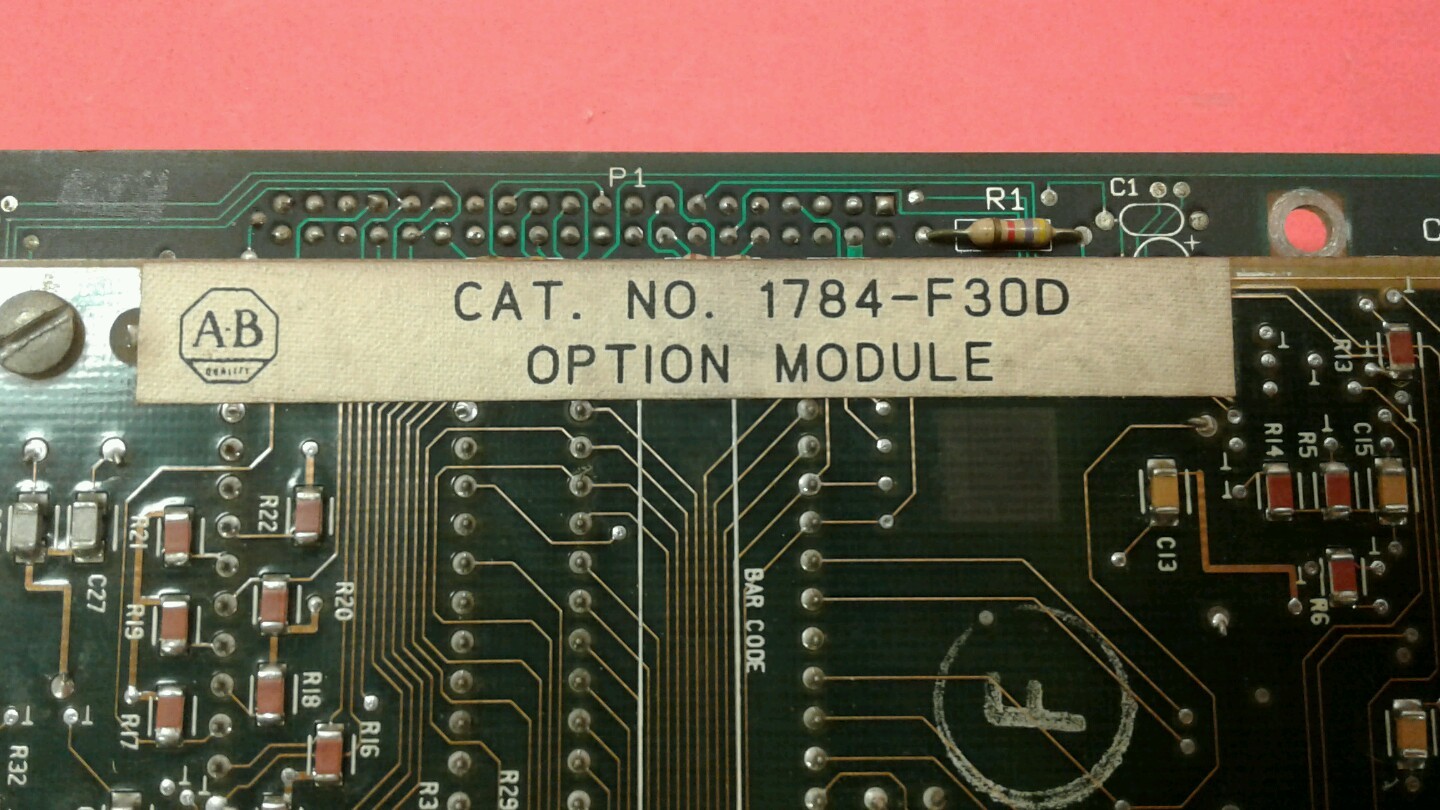 P1
R1
C1
+
C
A-B
QUALITY
CAT. NO. 1784-F30D
OPTION MODULE
R13
R14
R5
C15
R22
R21
C27
C13
R20
R19
R6
BAR CODE
R18
R17
R16
F
R32
R29